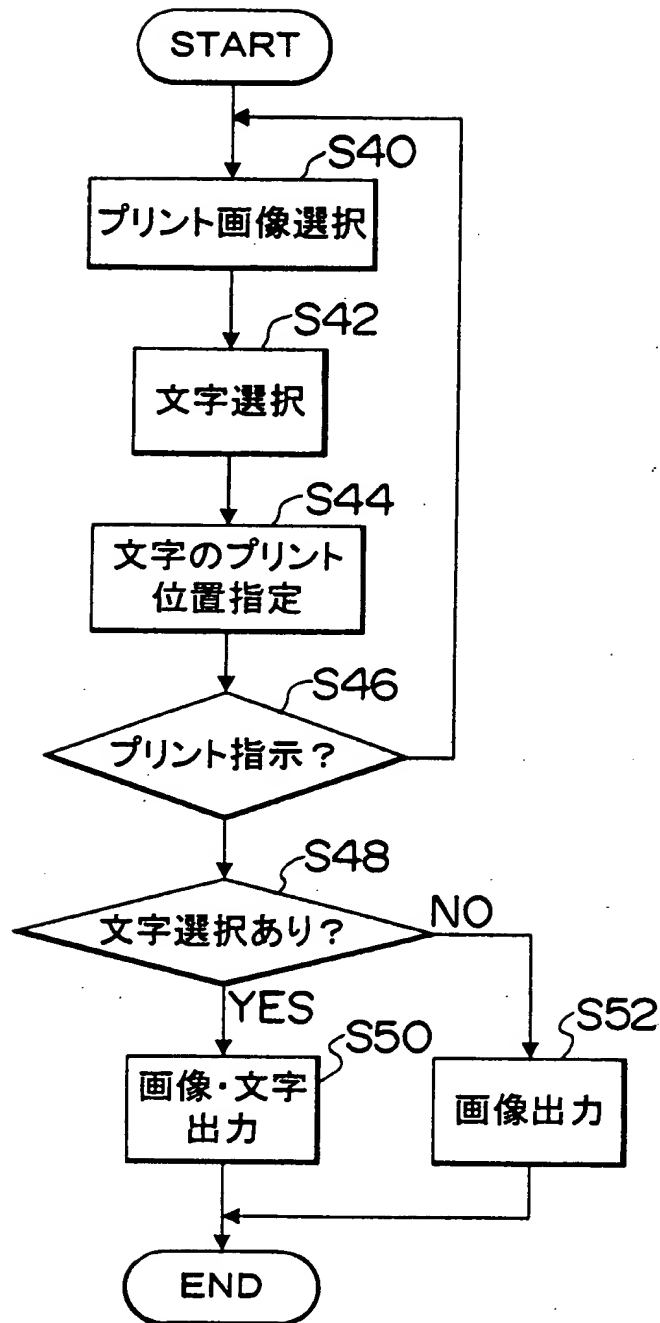 START
S40
プリント画像選択
S42
文字選択
S44
文字のプリント
位置指定
S46
プリント指示?
S48
文字選択あり?
NO
YES
S50
S52
画像・文字
出力
画像出力
END